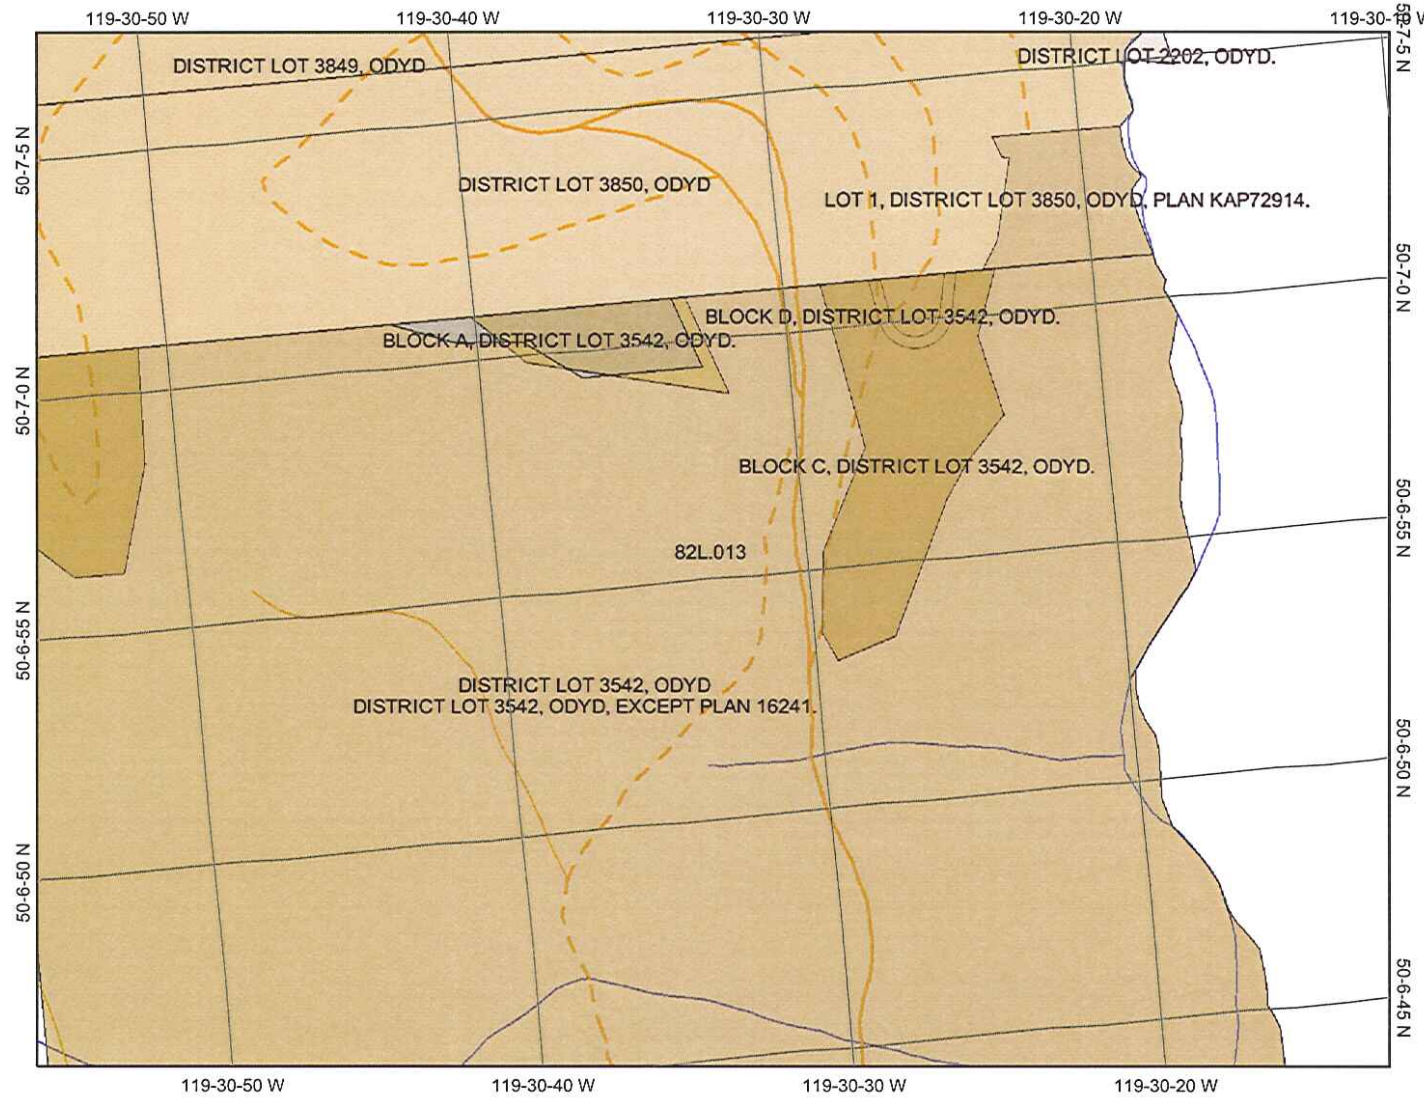 119-30-50 W
119-30-40 W
119-30-30 W
119-30-20 W
DISTRICT LOT 3849, ODYD
DISTRICT LOT 2202, ODYD.
50-7-5 N
50-7-5 N
DISTRICT LOT 3850, ODYD
LOT 1, DISTRICT LOT 3850, ODYD, PLAN KAP72914.
50-7-0 N
BLOCK D, DISTRICT LOT 3542, ODYD.
BLOCK A, DISTRICT LOT 3542, ODYD.
50-7-0 N
BLOCK C, DISTRICT LOT 3542, ODYD.
50-6-55 N
82L.013
50-6-55 N
DISTRICT LOT 3542, ODYD
DISTRICT LOT 3542, ODYD, EXCEPT PLAN 16241.
50-6-50 N
50-6-50 N
50-6-45 N
119-30-50 W
119-30-40 W
119-30-30 W
119-30-20 W